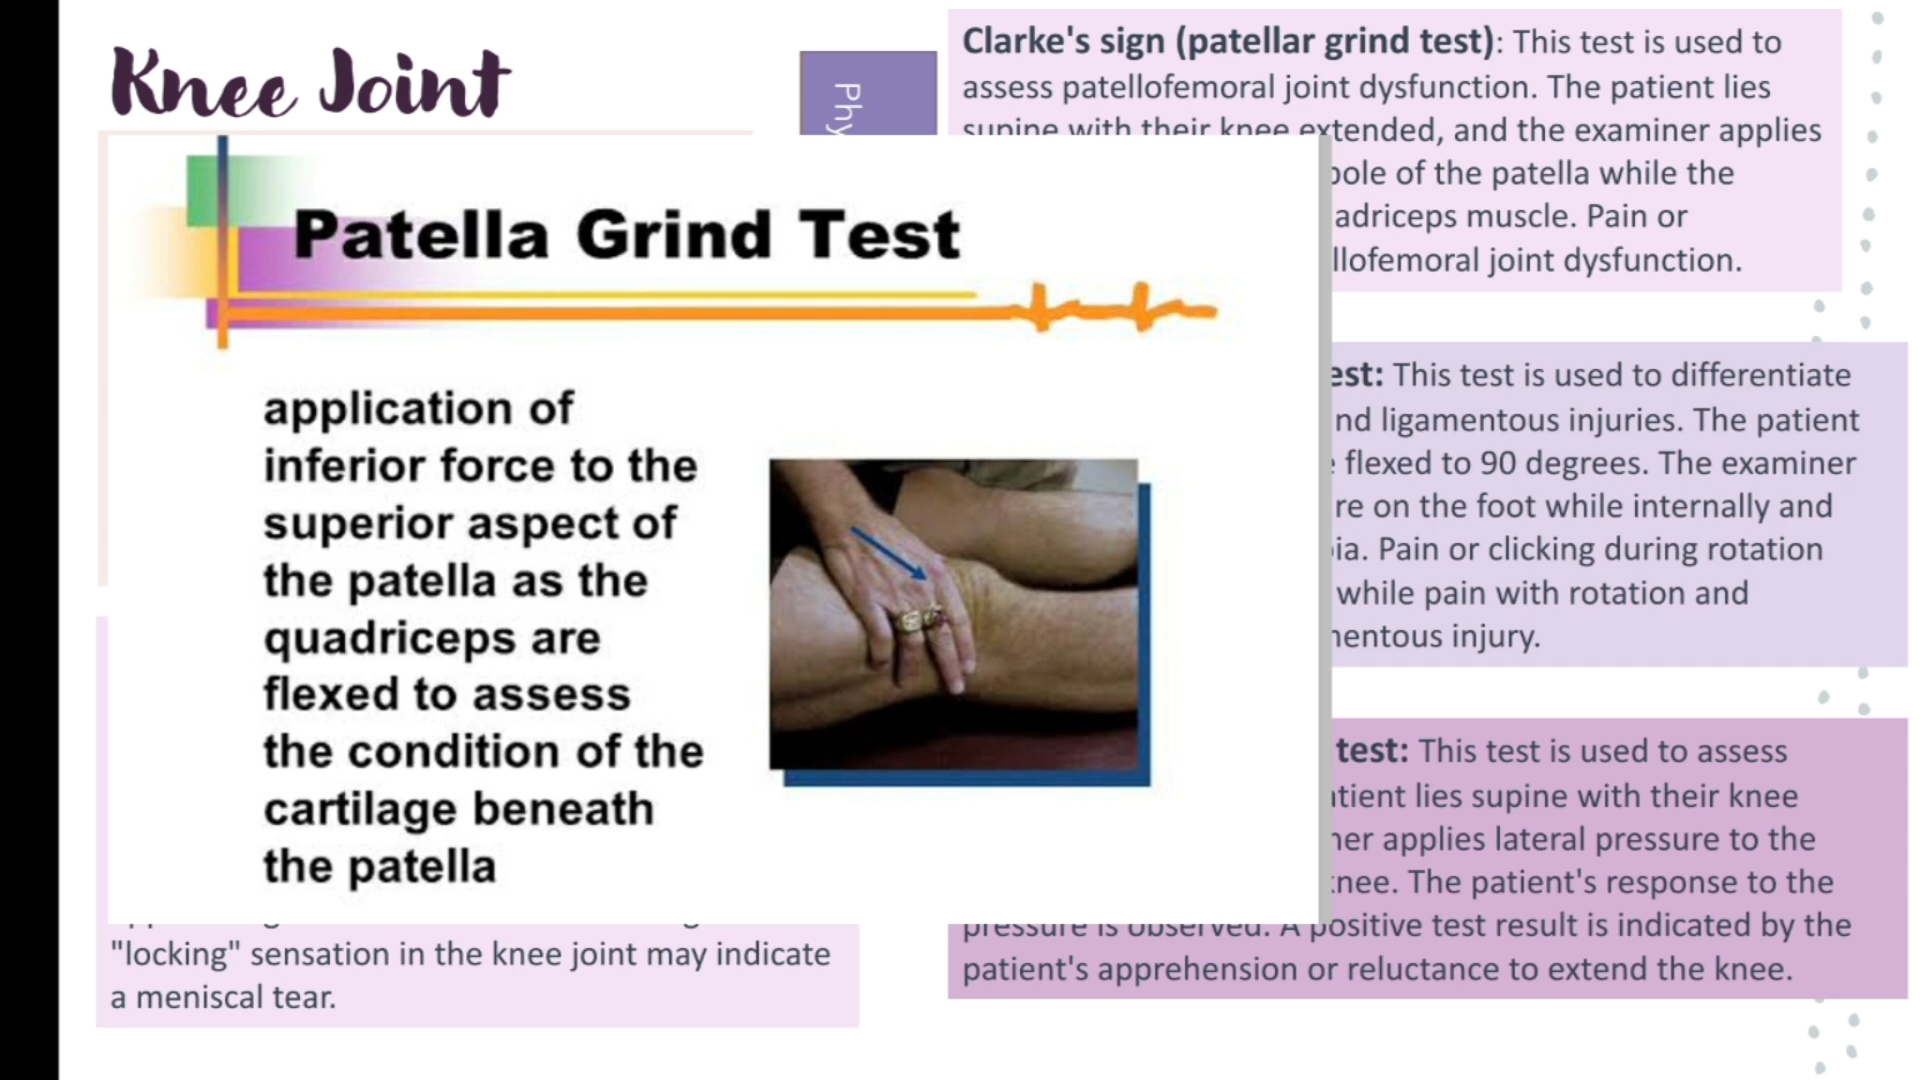 Knee Joint
Phy
Clarke's sign (patellar grind test): This test is used to
assess patellofemoral joint dysfunction. The patient lies
supine with their knee extended, and the examiner applies
pole of the patella while the
adriceps muscle. Pain or
llofemoral joint dysfunction.
Patella Grind Test
application of
inferior force to the
superior aspect of
the patella as the
quadriceps are
flexed to assess
the condition of the
cartilage beneath
the patella
est: This test is used to differentiate
nd ligamentous injuries. The patient
flexed to 90 degrees. The examiner
re on the foot while internally and
ia. Pain or clicking during rotation
while pain with rotation and
entous injury.
test: This test is used to assess
tient lies supine with their knee
ner applies lateral pressure to the
knee. The patient's response to the
pressure is observed. A positive test result is indicated by the
patient's apprehension or reluctance to extend the knee.
"locking" sensation in the knee joint may indicate
a meniscal tear.